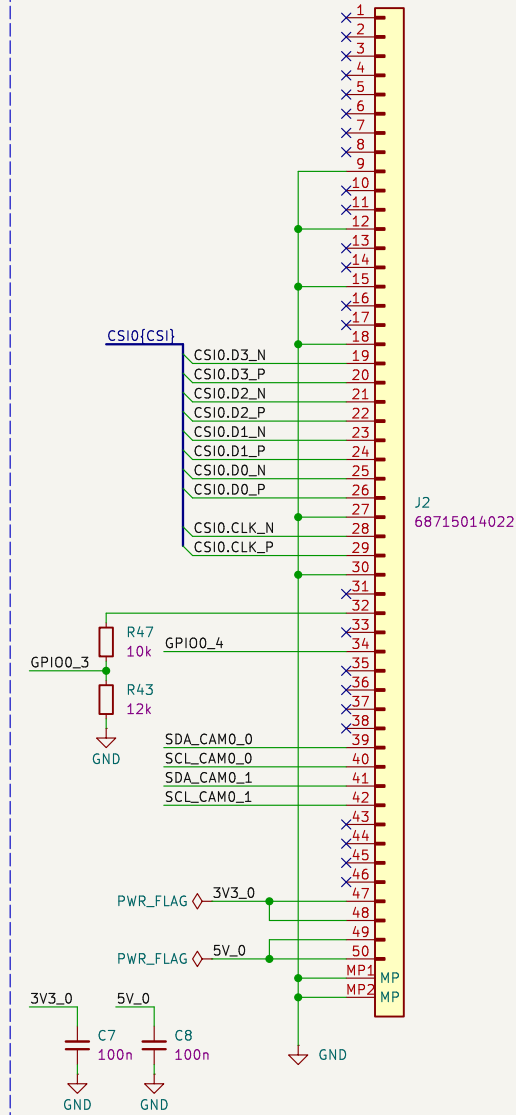 1
2
3
4
5
6
7
8
9
10
11
12
13
14
15
16
17
18
CSI0{CSI}
CSI0.D3_N 19
CSI0.D3_P 20
CSI0.D2_N 21
CSI0.D2_P 22
CSI0.D1_N 23
CSI0.D1_P 24
CSI0.D0_N 25
CSI0.D0_P 26
J2
27
68715014022
CSI0.CLK_N 28
CSI0.CLK_P 29
30
31
32
R47
33
10k
GPIO0_4 34
GPIO0_3
35
R43
36
12k
37
38
GND
SDA_CAM0_0 39
SCL_CAM0_0 40
SDA_CAM0_1 41
SCL_CAM0_1 42
43
44
45
46
PWR_FLAG 3V3_0 47
48
49
PWR_FLAG 5V_0 50
MP1 MP
MP2 MP
3V3_0 5V_0
C7 C8
100n 100n
GND
GND GND